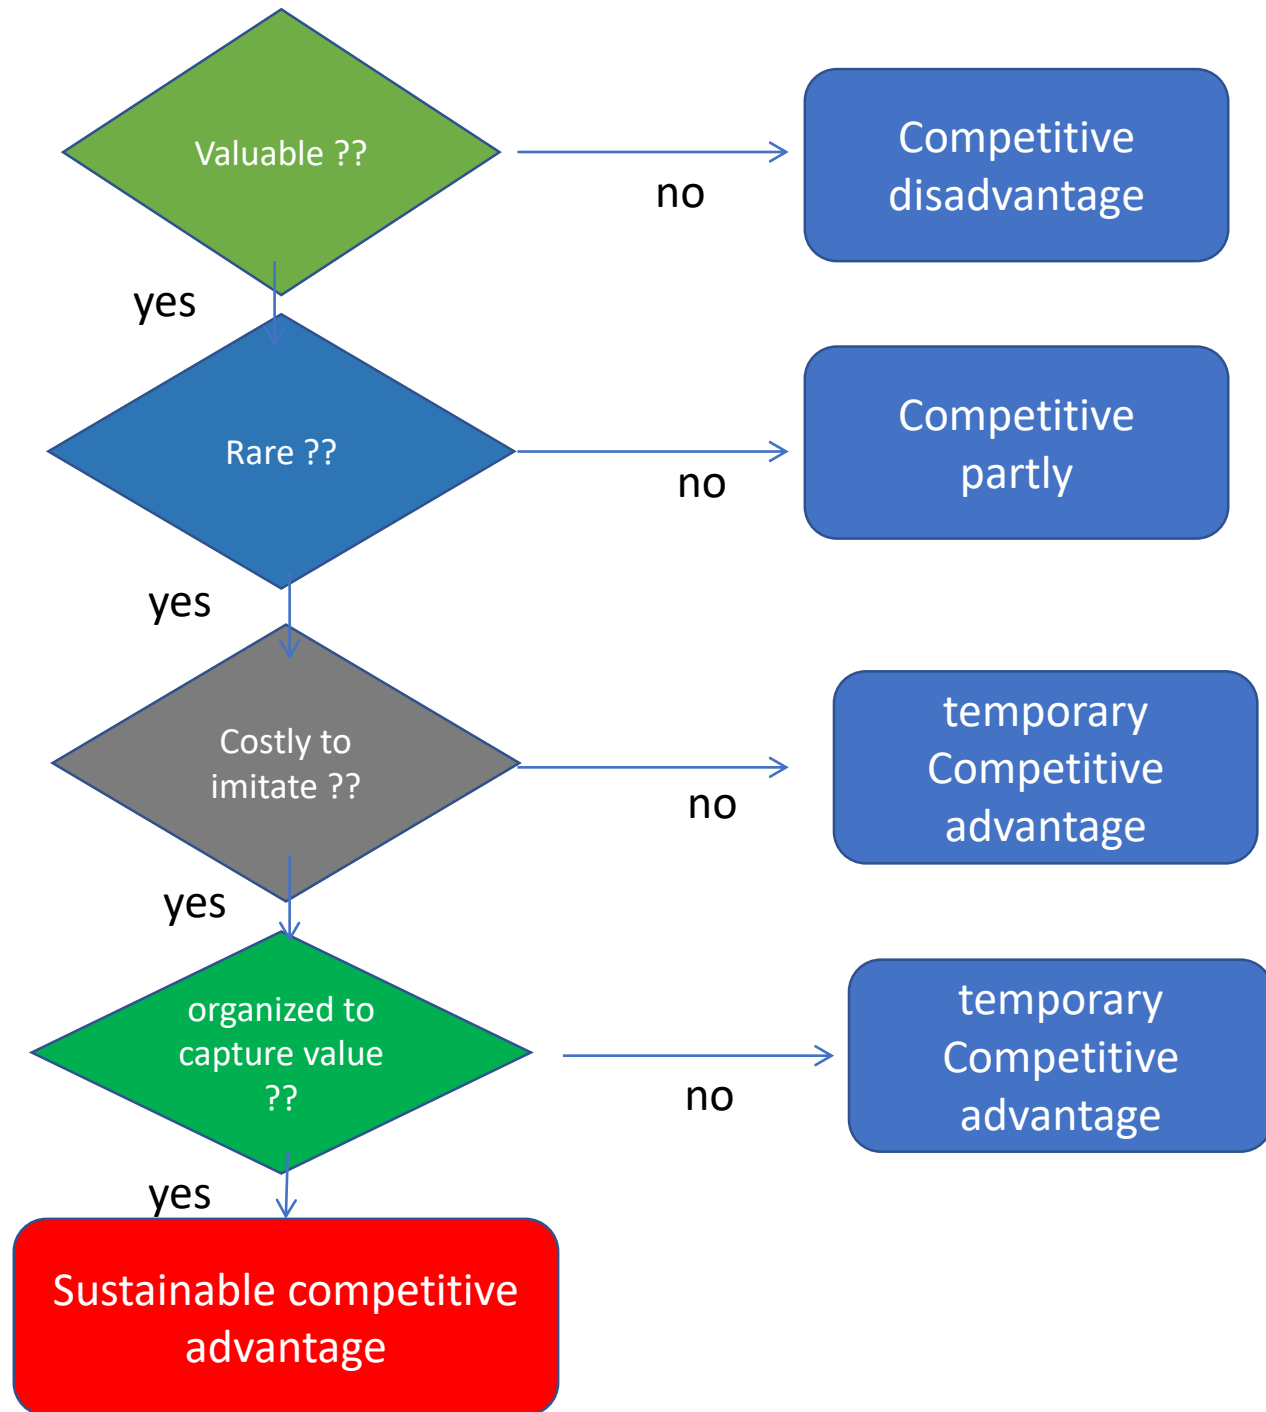 Valuable ??
no
Competitive
disadvantage
yes
Rare ??
no
Competitive
partly
yes
Costly to
imitate ??
no
temporary
Competitive
advantage
yes
organized to
capture value
??
no
temporary
Competitive
advantage
yes
Sustainable competitive
advantage